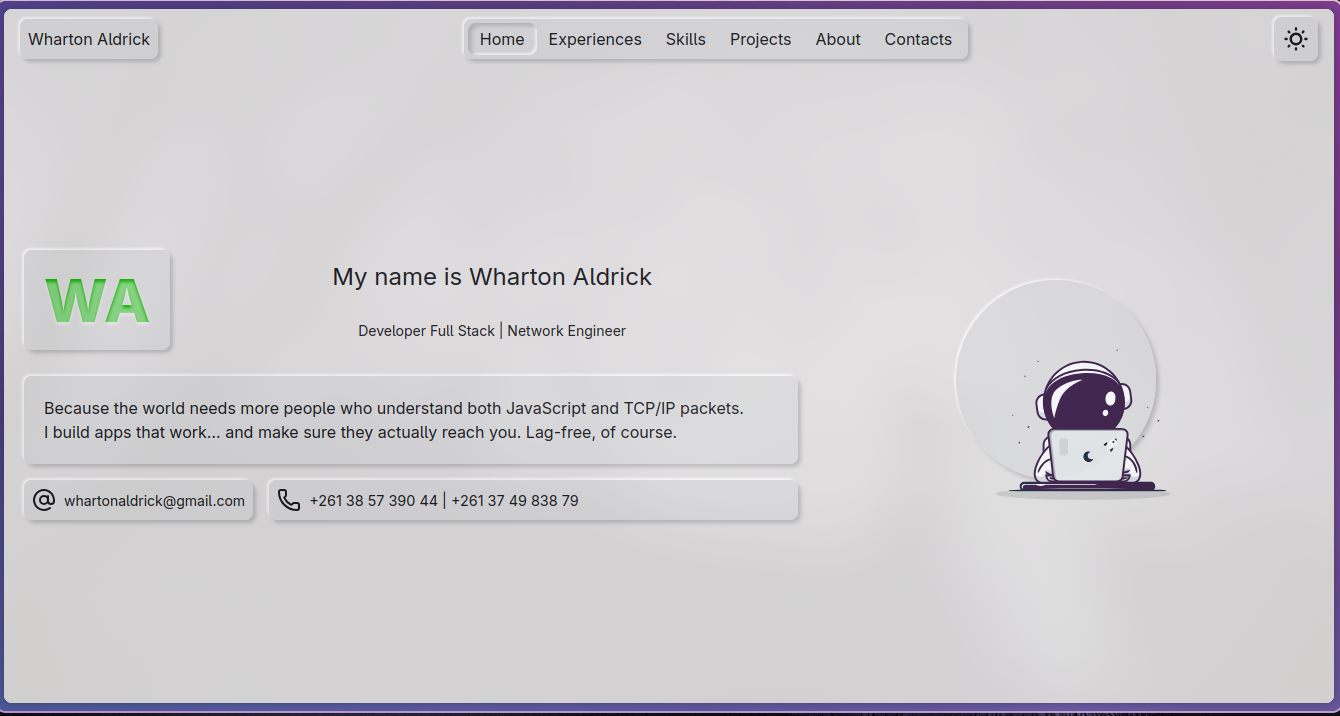 Wharton Aldrick
Home Experiences Skills Projects About Contacts
WA
My name is Wharton Aldrick
Developer Full Stack | Network Engineer
Because the world needs more people who understand both JavaScript and TCP/IP packets.
I build apps that work... and make sure they actually reach you. Lag-free, of course.
whartonaldrick@gmail.com
+261 38 57 390 44 | +261 37 49 838 79